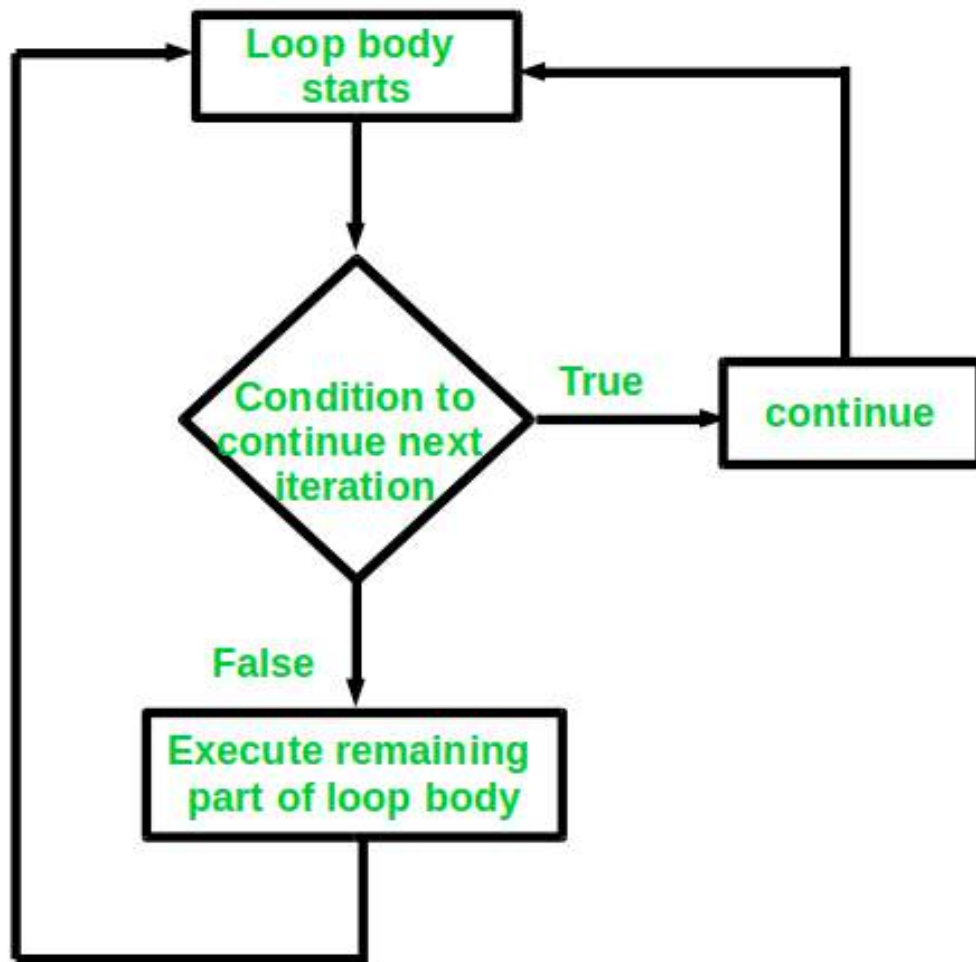 Loop body
starts
Condition to
continue next
iteration
True
continue
False
Execute remaining
part of loop body